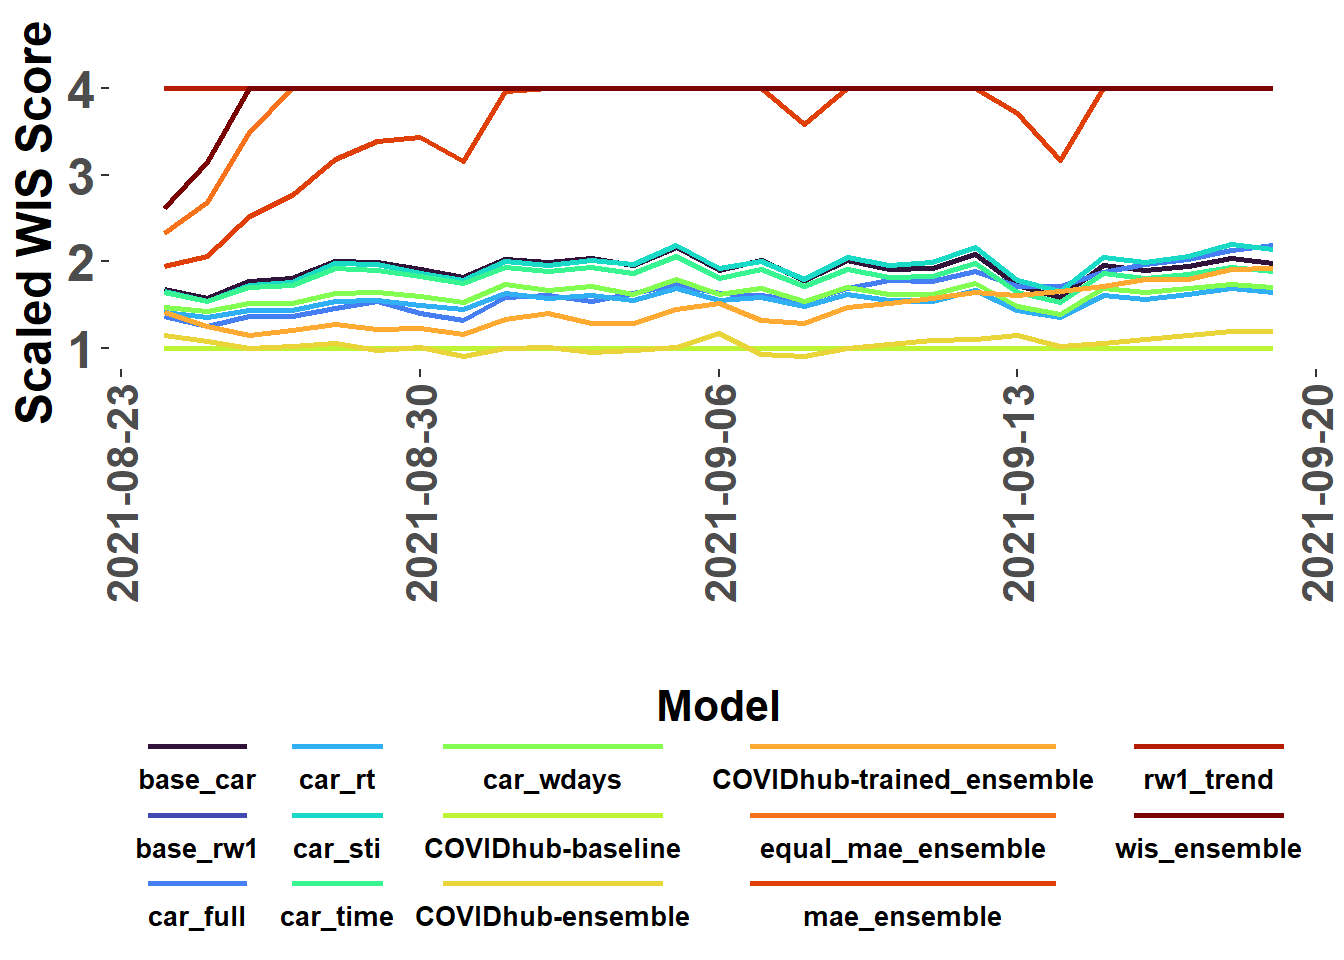 Scaled WIS Score
4
3
2
1
2021-08-23
2021-08-30
2021-09-06
2021-09-13
2021-09-20
Model
base_car car_rt car_wdays COVIDhub-trained_ensemble rw1_trend
base_rw1 car_sti COVIDhub-baseline equal_mae_ensemble wis_ensemble
car_full car_time COVIDhub-ensemble mae_ensemble